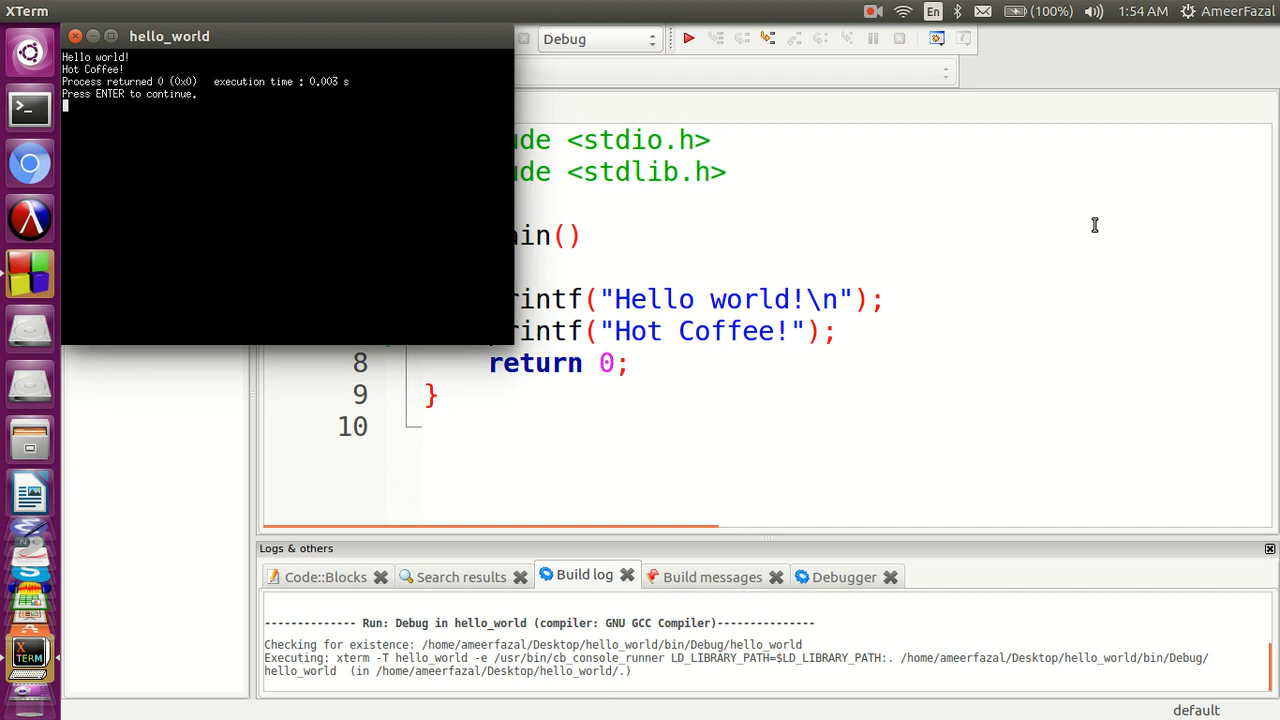 XTerm
En
(100%)
1:54 AM
AmeerFazal
hello_world
Hello world!
Hot Coffee!
Process returned 0 (0x0)   execution time : 0.003 s
Press ENTER to continue.
Debug
ude <stdio.h>
ude <stdlib.h>
ain()
rintf("Hello world!\n");
rintf("Hot Coffee!");
8 return 0;
9 }
10
Logs & others
Code::Blocks
Search results
Build log
Build messages
Debugger
-------------- Run: Debug in hello_world (compiler: GNU GCC Compiler)---------------
Checking for existence: /home/ameerfazal/Desktop/hello_world/bin/Debug/hello_world
Executing: xterm -T hello_world -e /usr/bin/cb_console_runner LD_LIBRARY_PATH=$LD_LIBRARY_PATH:. /home/ameerfazal/Desktop/hello_world/bin/Debug/
hello_world  (in /home/ameerfazal/Desktop/hello_world/.)
X
TERM
default